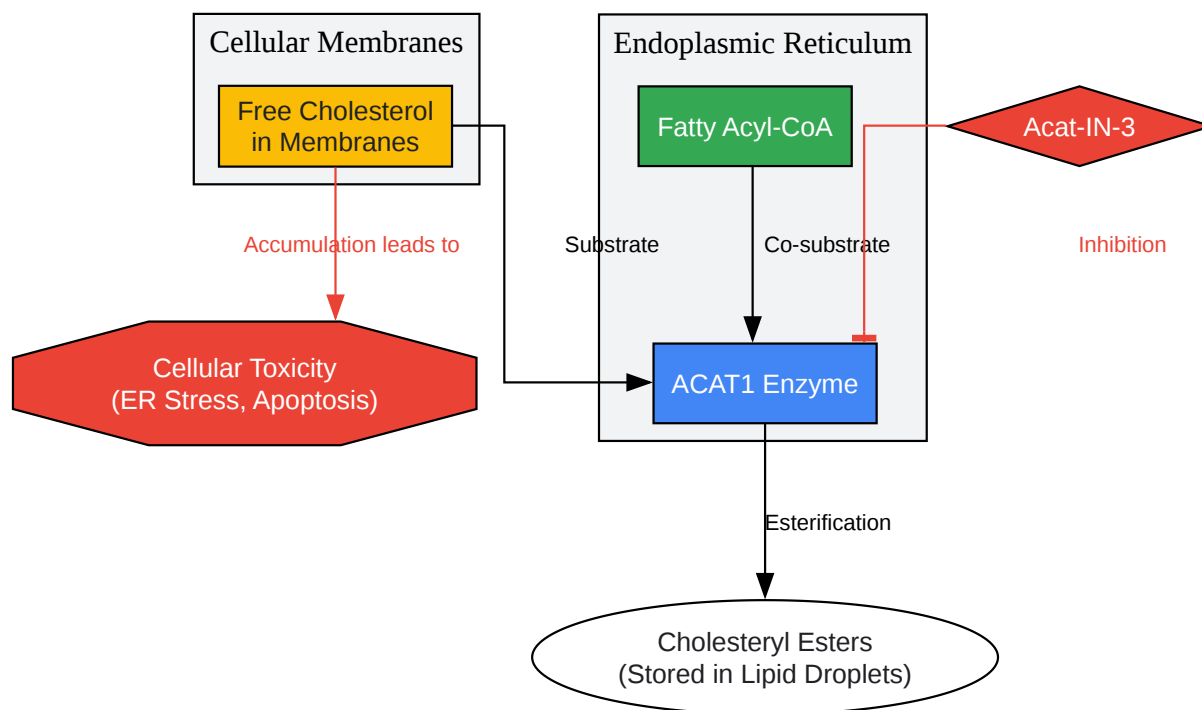 Cellular Membranes
Endoplasmic Reticulum
Free Cholesterol
in Membranes
Fatty Acyl-CoA
Acat-IN-3
Accumulation leads to
Substrate
Co-substrate
Inhibition
Cellular Toxicity
(ER Stress, Apoptosis)
ACAT1 Enzyme
Esterification
Cholesteryl Esters
(Stored in Lipid Droplets)